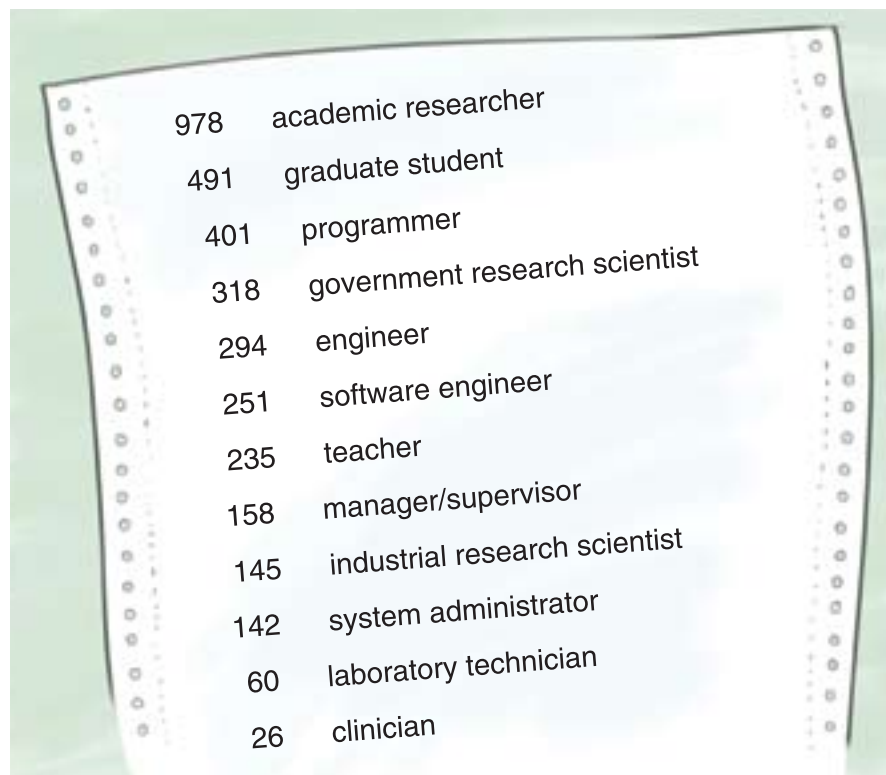 978 academic researcher
491 graduate student
401 programmer
318 government research scientist
294 engineer
251 software engineer
235 teacher
158 manager/supervisor
145 industrial research scientist
142 system administrator
60 laboratory technician
26 clinician